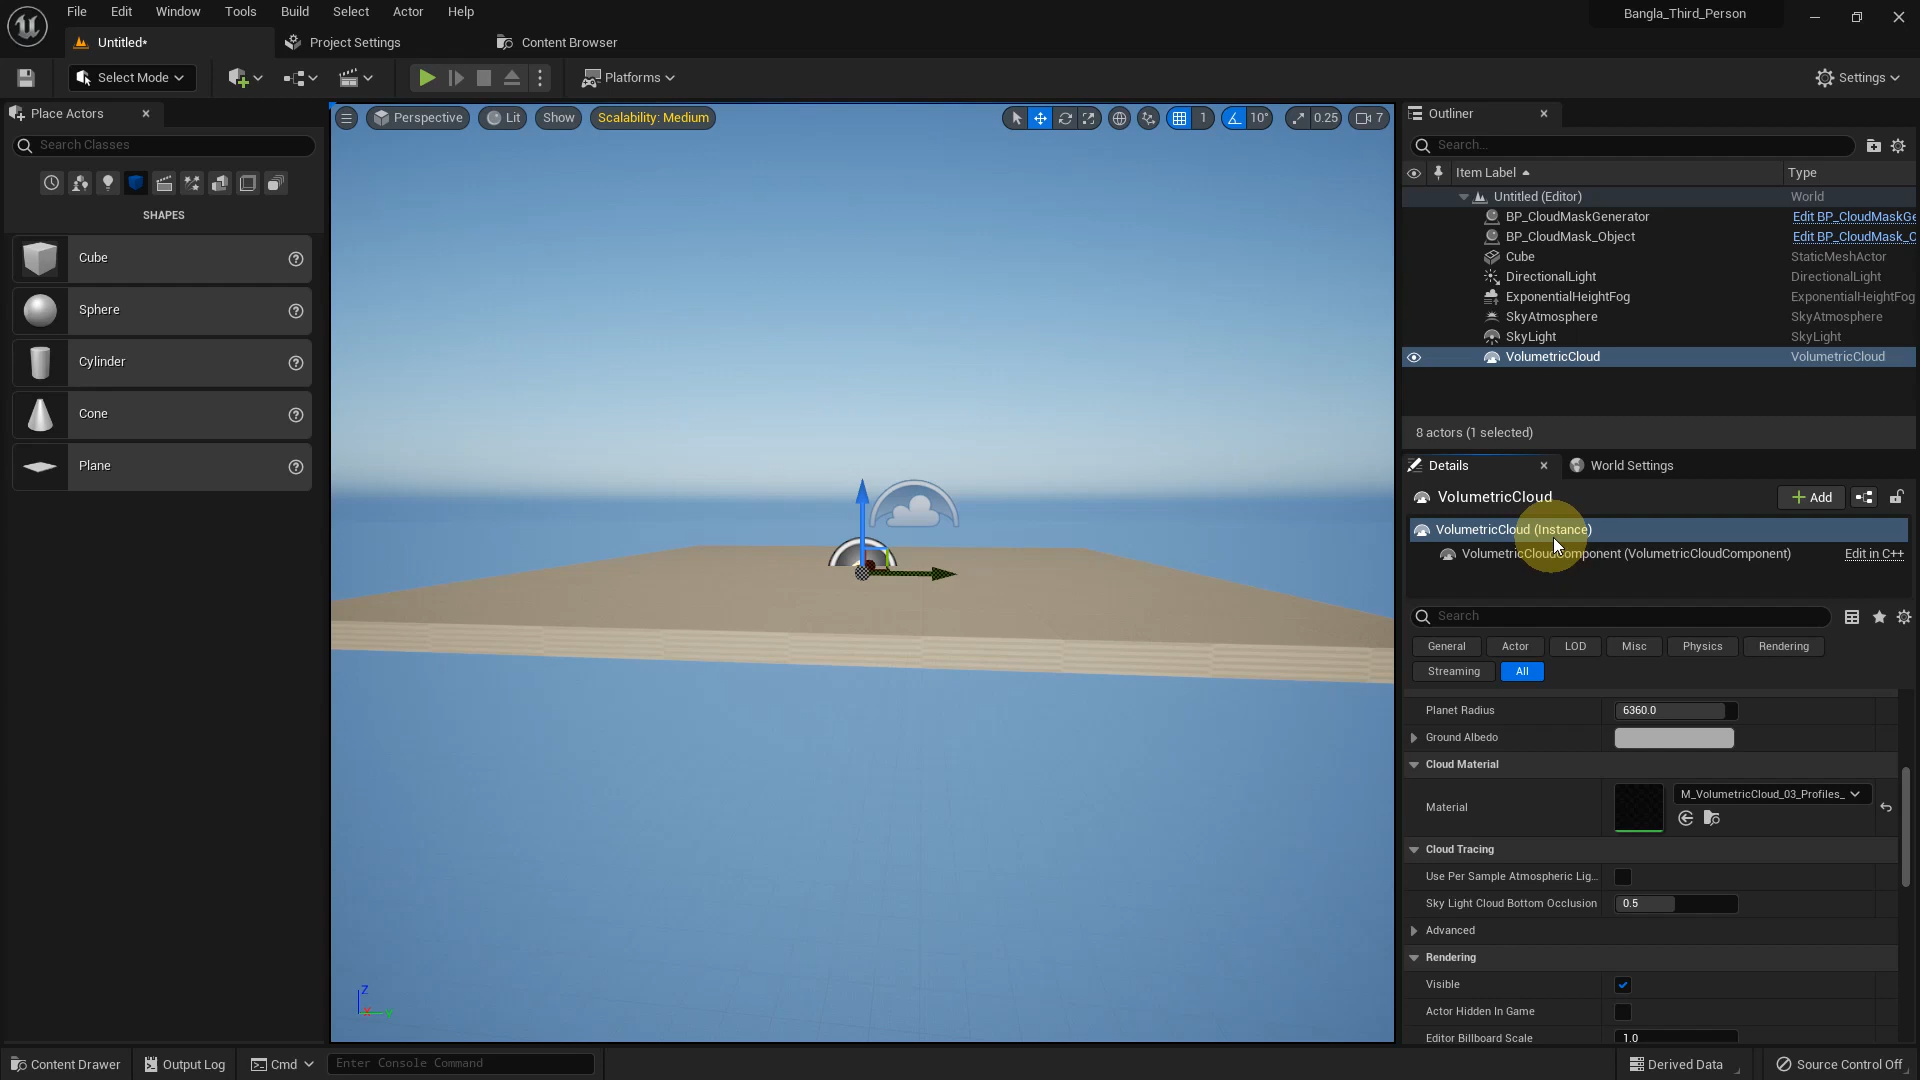 File Edit Window Tools Build Select Actor Help
Bangla_Third_Person
Untitled*
Project Settings
Content Browser
Select Mode
Platforms
Settings
Place Actors
Search Classes
SHAPES
Cube
Sphere
Cylinder
Cone
Plane
Perspective
Lit
Show
Scalability: Medium
1
10°
0.25
7
Z
Y
Outliner
Search...
Item Label Type
Untitled (Editor) World
BP_CloudMaskGenerator Edit BP_CloudMaskGe
BP_CloudMask_Object Edit BP_CloudMask_O
Cube StaticMeshActor
DirectionalLight DirectionalLight
ExponentialHeightFog ExponentialHeightFog
SkyAtmosphere SkyAtmosphere
SkyLight SkyLight
VolumetricCloud VolumetricCloud
8 actors (1 selected)
Details
World Settings
VolumetricCloud
Add
VolumetricCloud (Instance)
VolumetricCloudComponent (VolumetricCloudComponent) Edit in C++
Search
General Actor LOD Misc Physics Rendering
Streaming All
Planet Radius 6360.0
Ground Albedo
Cloud Material
Material M_VolumetricCloud_03_Profiles_
Cloud Tracing
Use Per Sample Atmospheric Lig...
Sky Light Cloud Bottom Occlusion 0.5
Advanced
Rendering
Visible
Actor Hidden In Game
Editor Billboard Scale 1.0
Content Drawer
Output Log
Cmd
Enter Console Command
Derived Data
Source Control Off